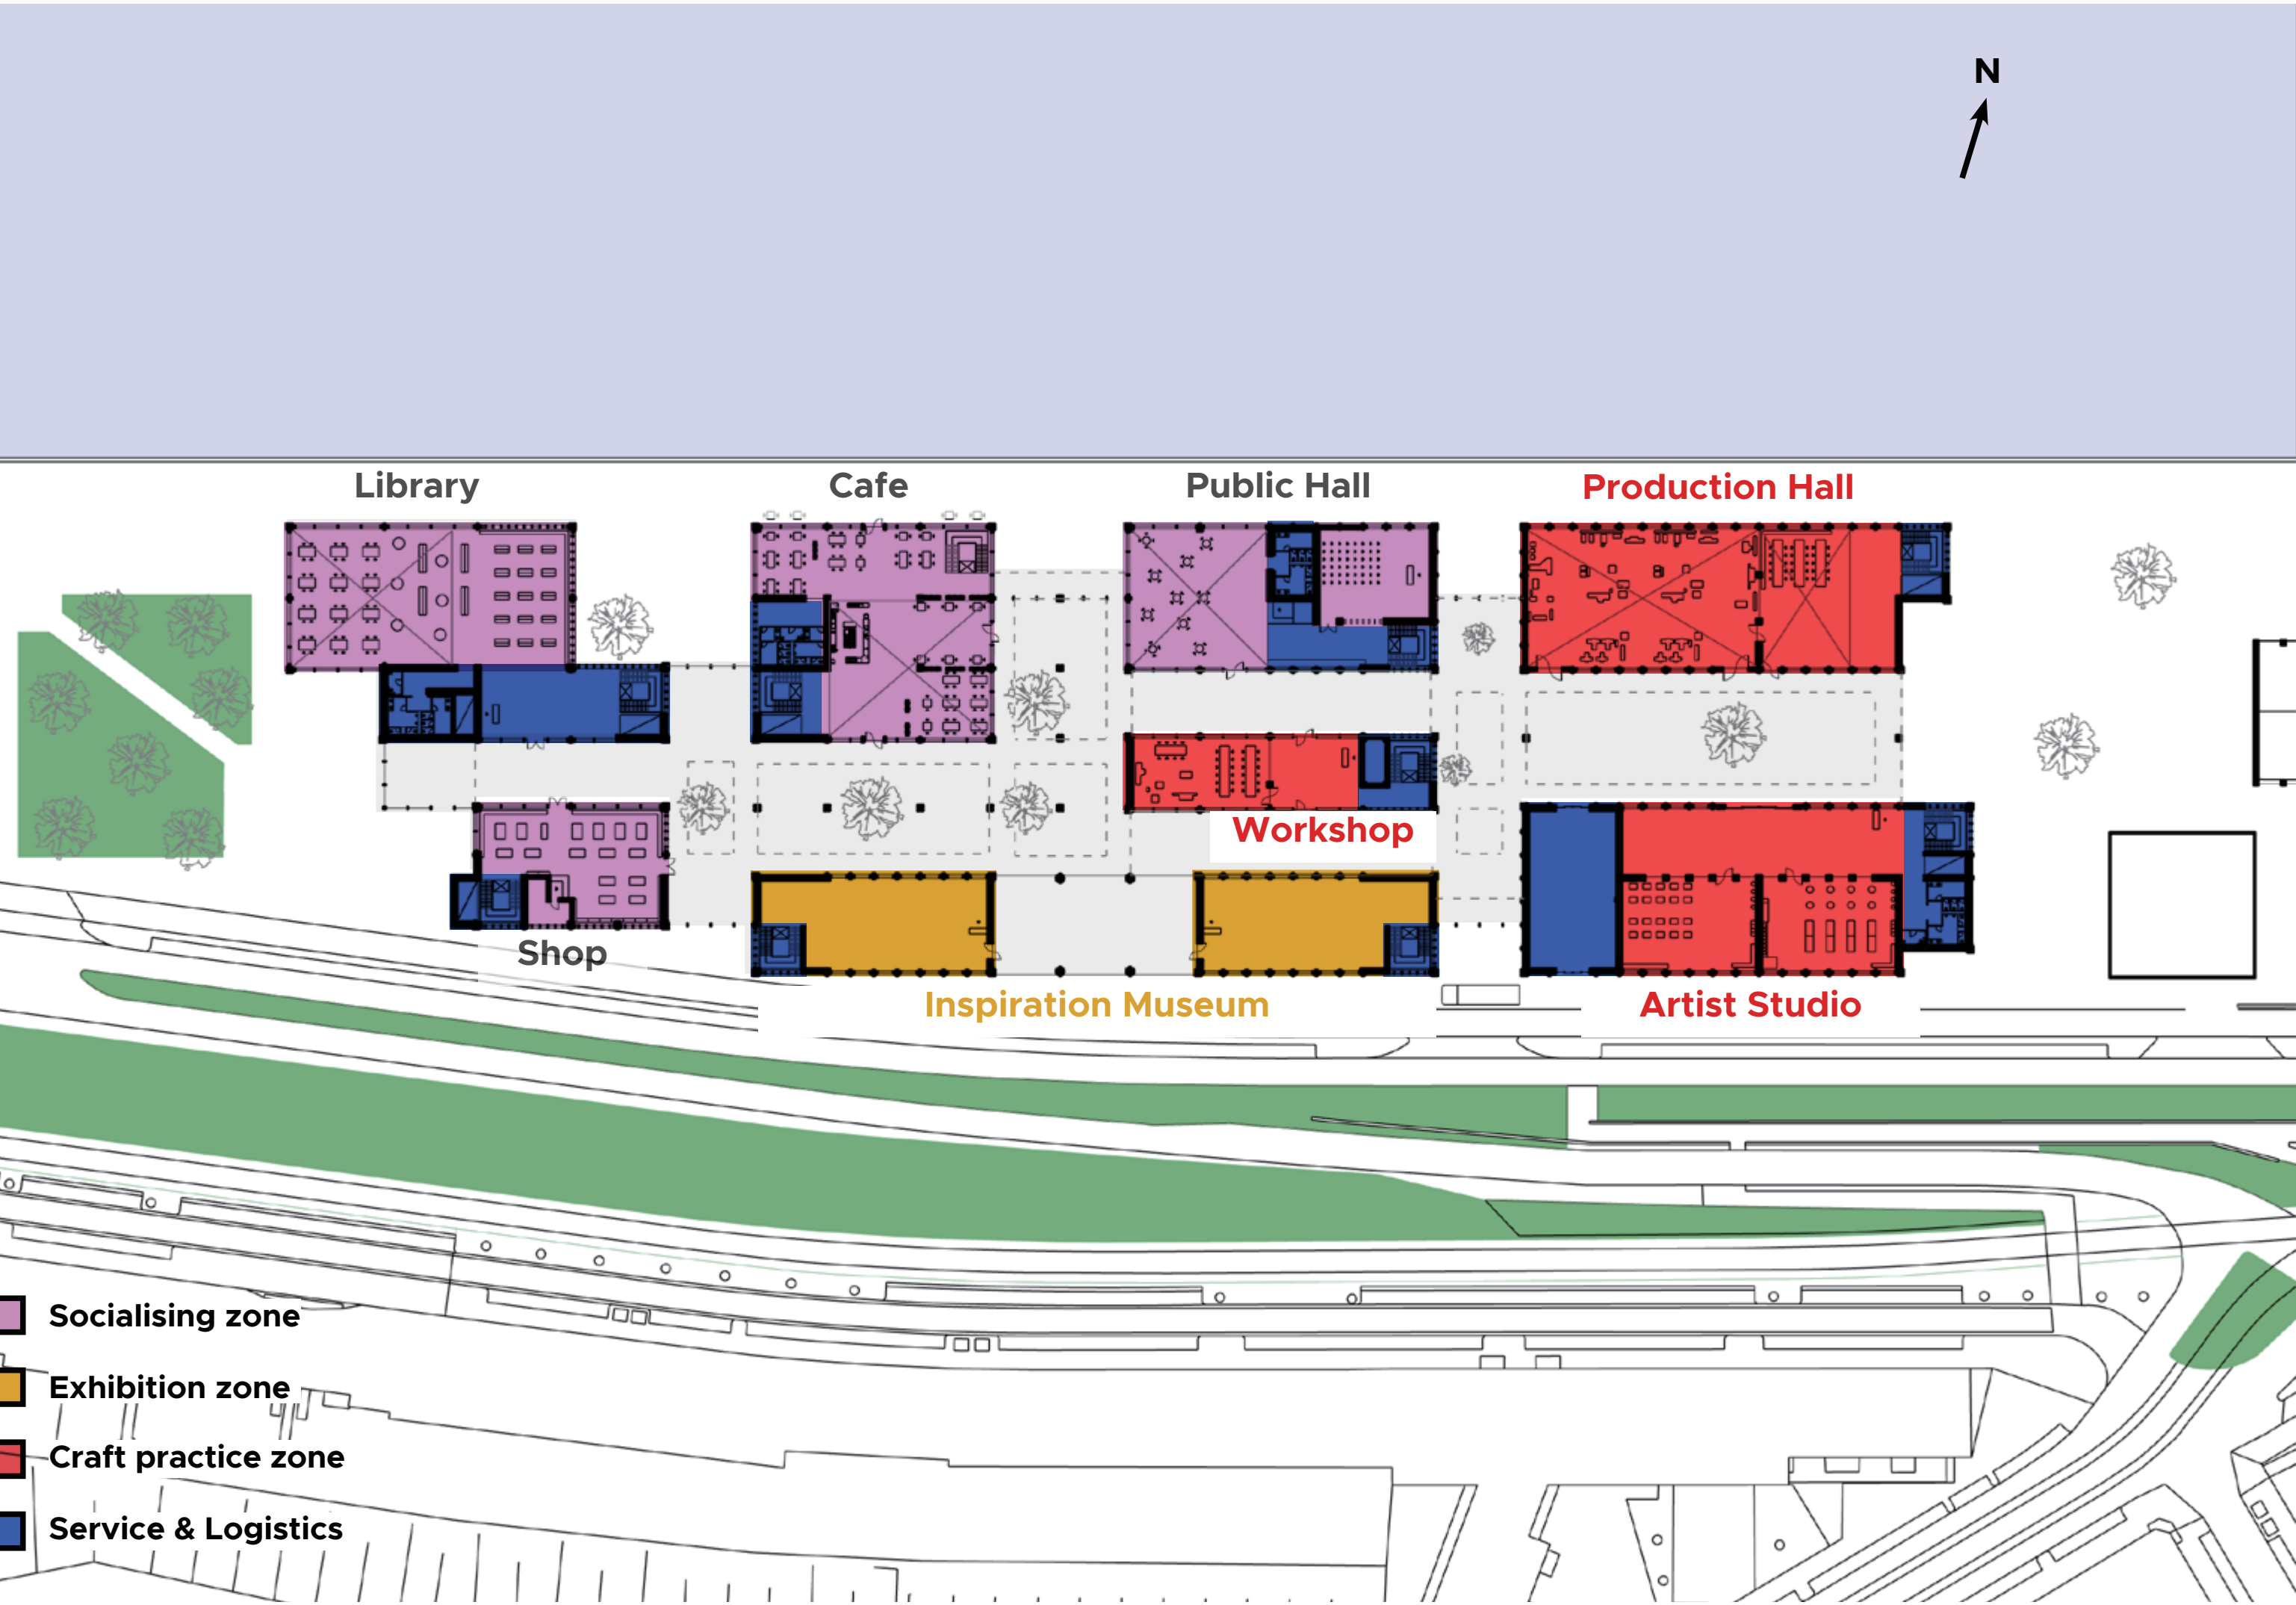 N
Library
Cafe
Public Hall
Production Hall
Workshop
Shop
Inspiration Museum
Artist Studio
Socialising zone
Exhibition zone
Craft practice zone
Service & Logistics